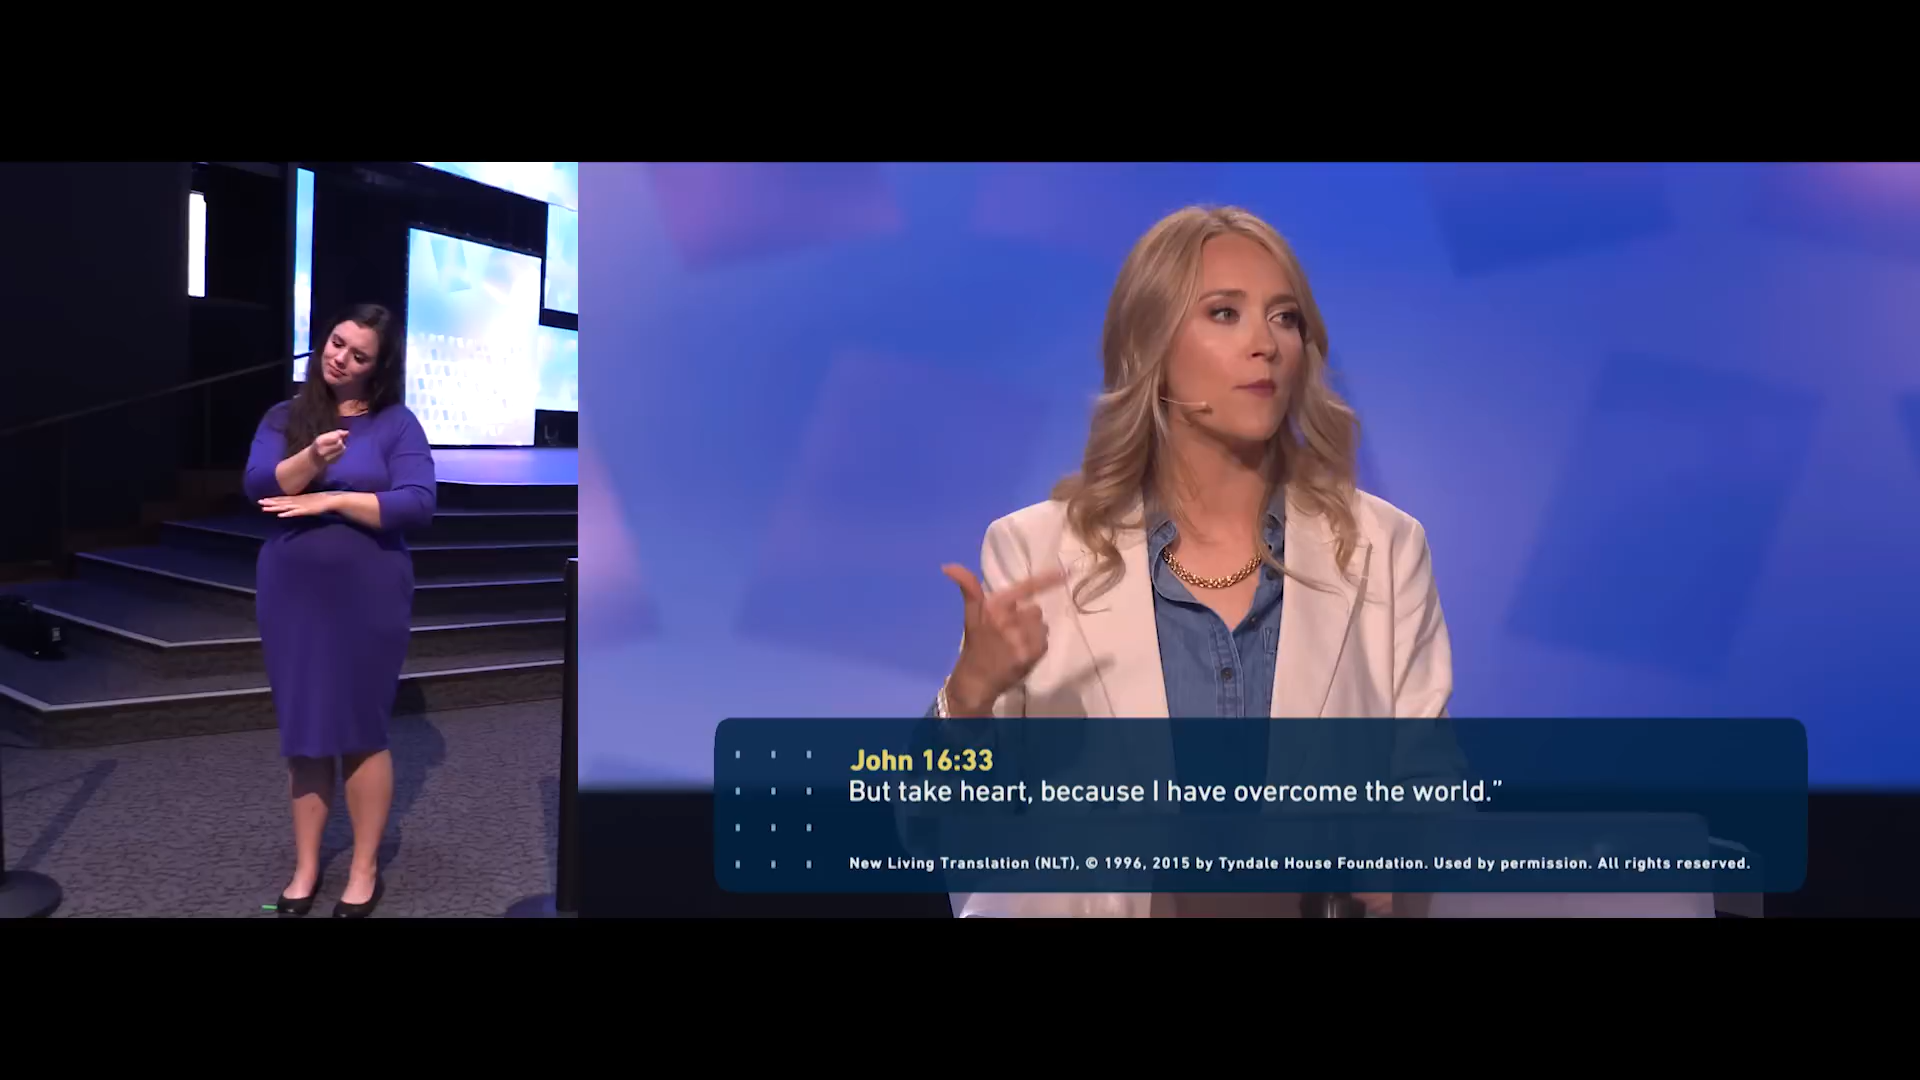 John 16:33
But take heart, because I have overcome the world.”
New Living Translation (NLT), © 1996, 2015 by Tyndale House Foundation. Used by permission. All rights reserved.